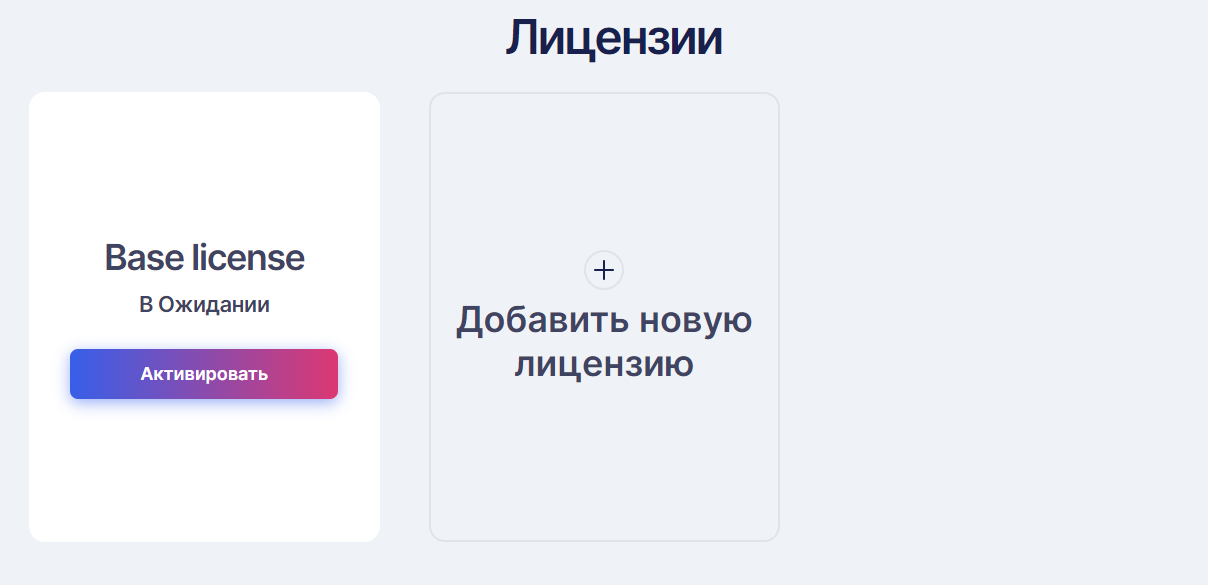 Лицензии
Base license
В Ожидании
Активировать
Добавить новую
лицензию